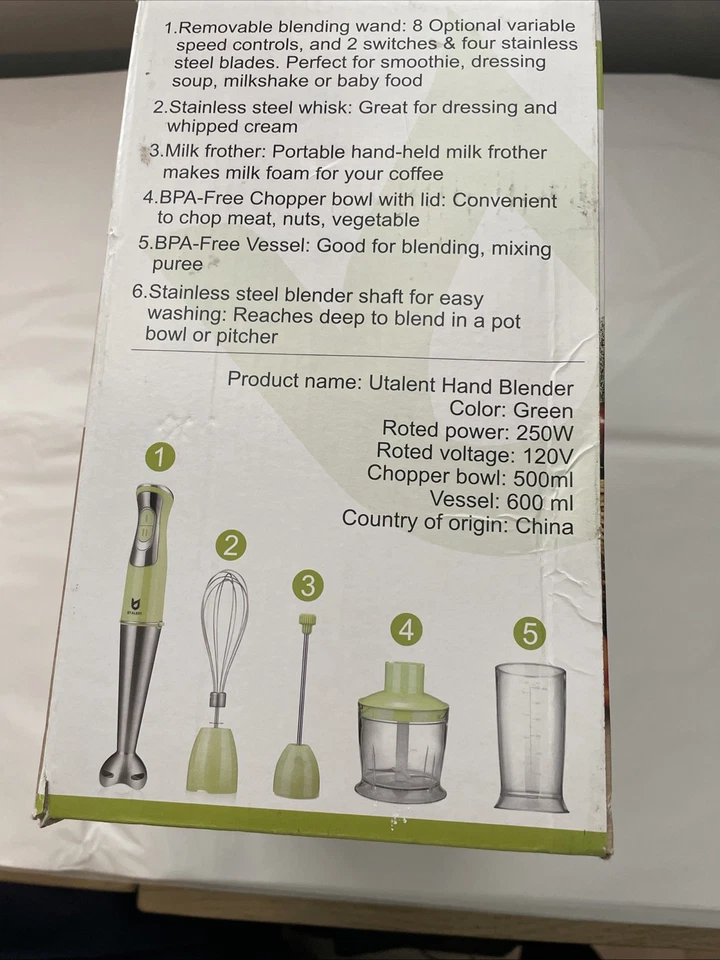 1.Removable blending wand: 8 Optional variable
speed controls, and 2 switches & four stainless
steel blades. Perfect for smoothie, dressing
soup, milkshake or baby food
2.Stainless steel whisk: Great for dressing and
whipped cream
3.Milk frother: Portable hand-held milk frother
makes milk foam for your coffee
4.BPA-Free Chopper bowl with lid: Convenient
to chop meat, nuts, vegetable
5.BPA-Free Vessel: Good for blending, mixing
puree
6.Stainless steel blender shaft for easy
washing: Reaches deep to blend in a pot
bowl or pitcher
Product name: Utalent Hand Blender
Color: Green
Roted power: 250W
Roted voltage: 120V
Chopper bowl: 500ml
Vessel: 600 ml
Country of origin: China
1
2
3
4
5
I
II
UTALENT